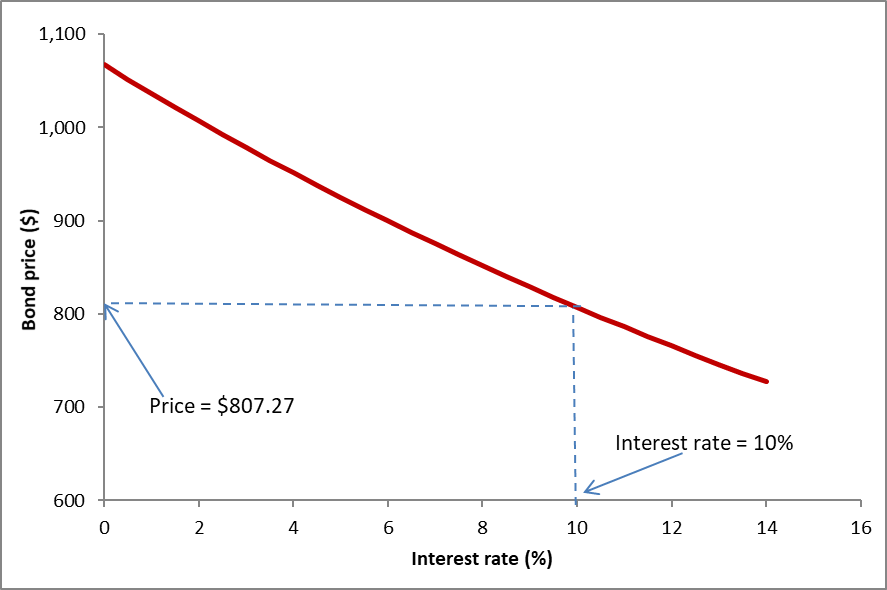 1,100
1,000
900
800
700
600
Bond price ($)
Price = $807.27
Interest rate = 10%
0 2 4 6 8 10 12 14 16
Interest rate (%)